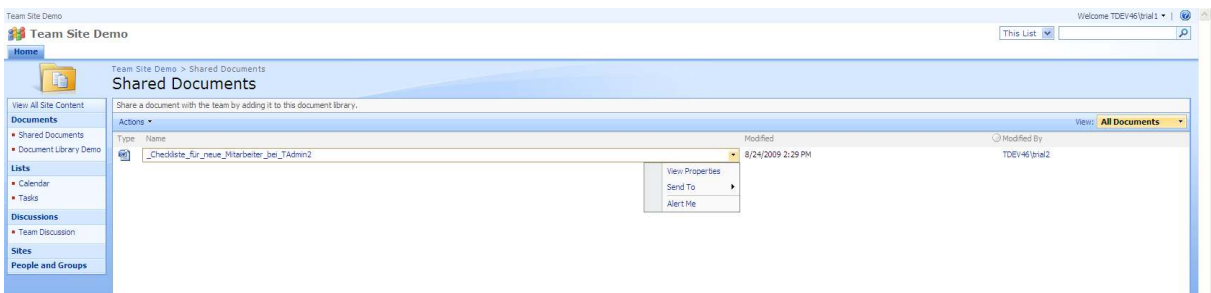 Team Site Demo
Welcome TDEV46\trial1
Team Site Demo
This List
Home
Team Site Demo > Shared Documents
Shared Documents
View All Site Content
Share a document with the team by adding it to this document library.
Documents
Actions
View: All Documents
Shared Documents
Type Name Modified Modified By
Document Library Demo
_Checkliste_für_neue_Mitarbeiter_bei_TAdmin2 8/24/2009 2:29 PM TDEV46\trial2
Lists
View Properties
Calendar
Send To
Tasks
Alert Me
Discussions
Team Discussion
Sites
People and Groups